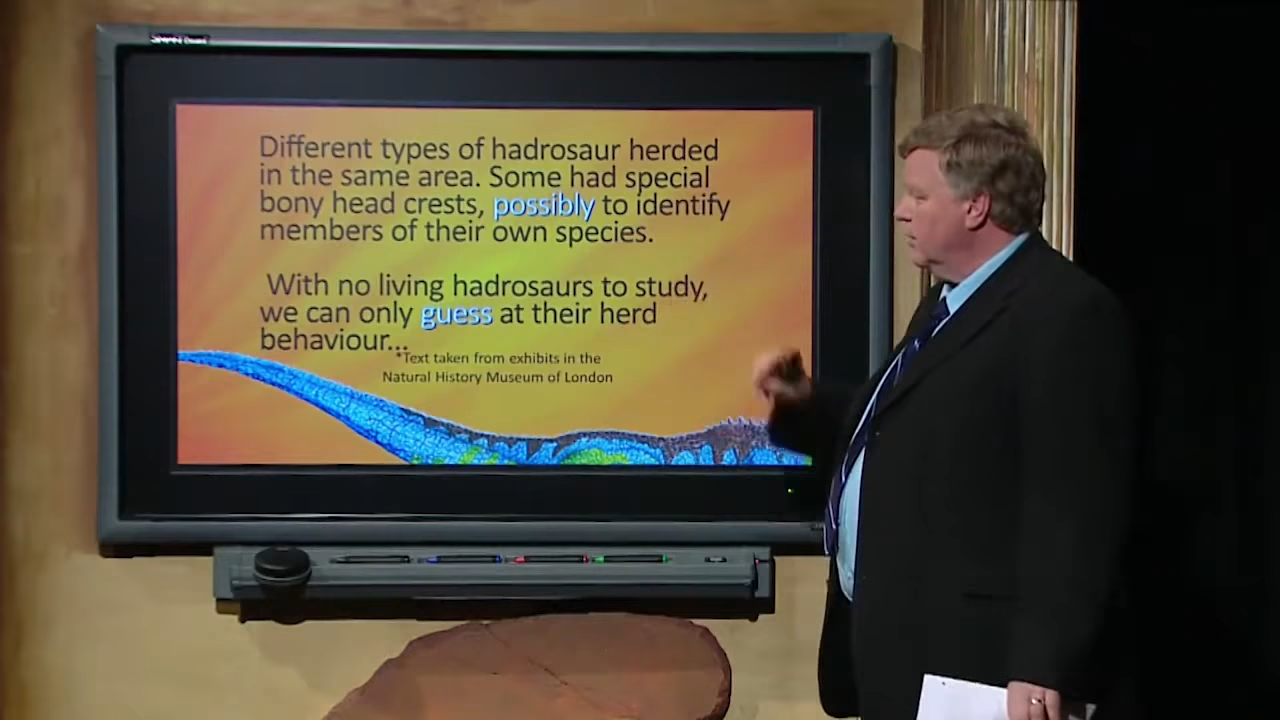 Different types of hadrosaur herded
in the same area. Some had special
bony head crests, possibly to identify
members of their own species.
With no living hadrosaurs to study,
we can only guess at their herd
behaviour...
*Text taken from exhibits in the
Natural History Museum of London